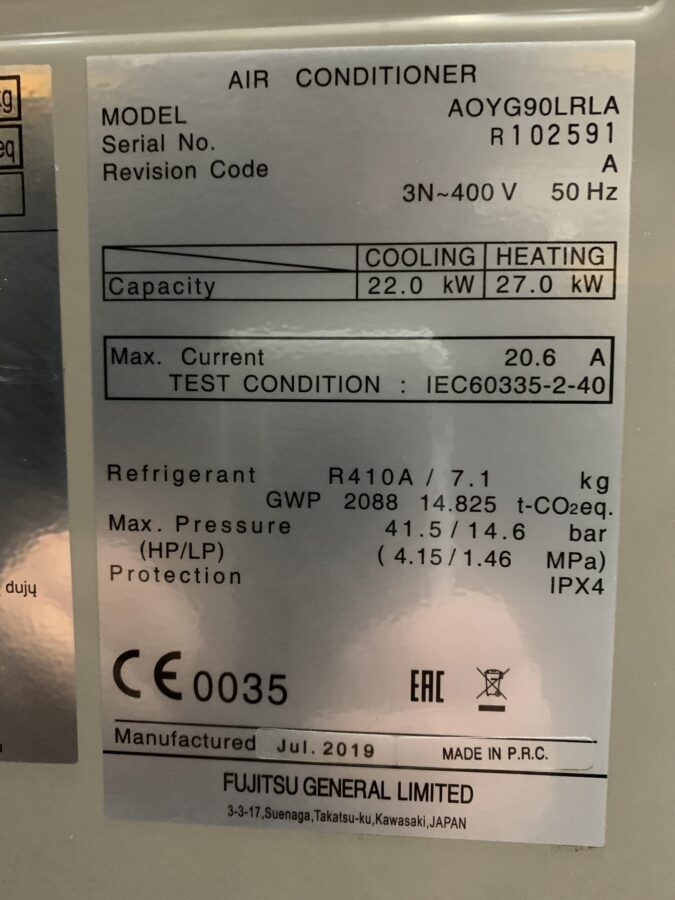 kg
eq
dujų
AIR CONDITIONER
MODEL AOYG90LRLA
Serial No. R102591
Revision Code A
3N~400 V 50 Hz
COOLING HEATING
Capacity 22.0 kW 27.0 kW
Max. Current 20.6 A
TEST CONDITION : IEC60335-2-40
Refrigerant R410A / 7.1 kg
GWP 2088 14.825 t-CO₂eq.
Max. Pressure 41.5/14.6 bar
(HP/LP) (4.15/1.46 MPa)
Protection IPX4
CE 0035 EAC
Manufactured Jul. 2019 MADE IN P.R.C.
FUJITSU GENERAL LIMITED
3-3-17,Suenaga,Takatsu-ku,Kawasaki,JAPAN